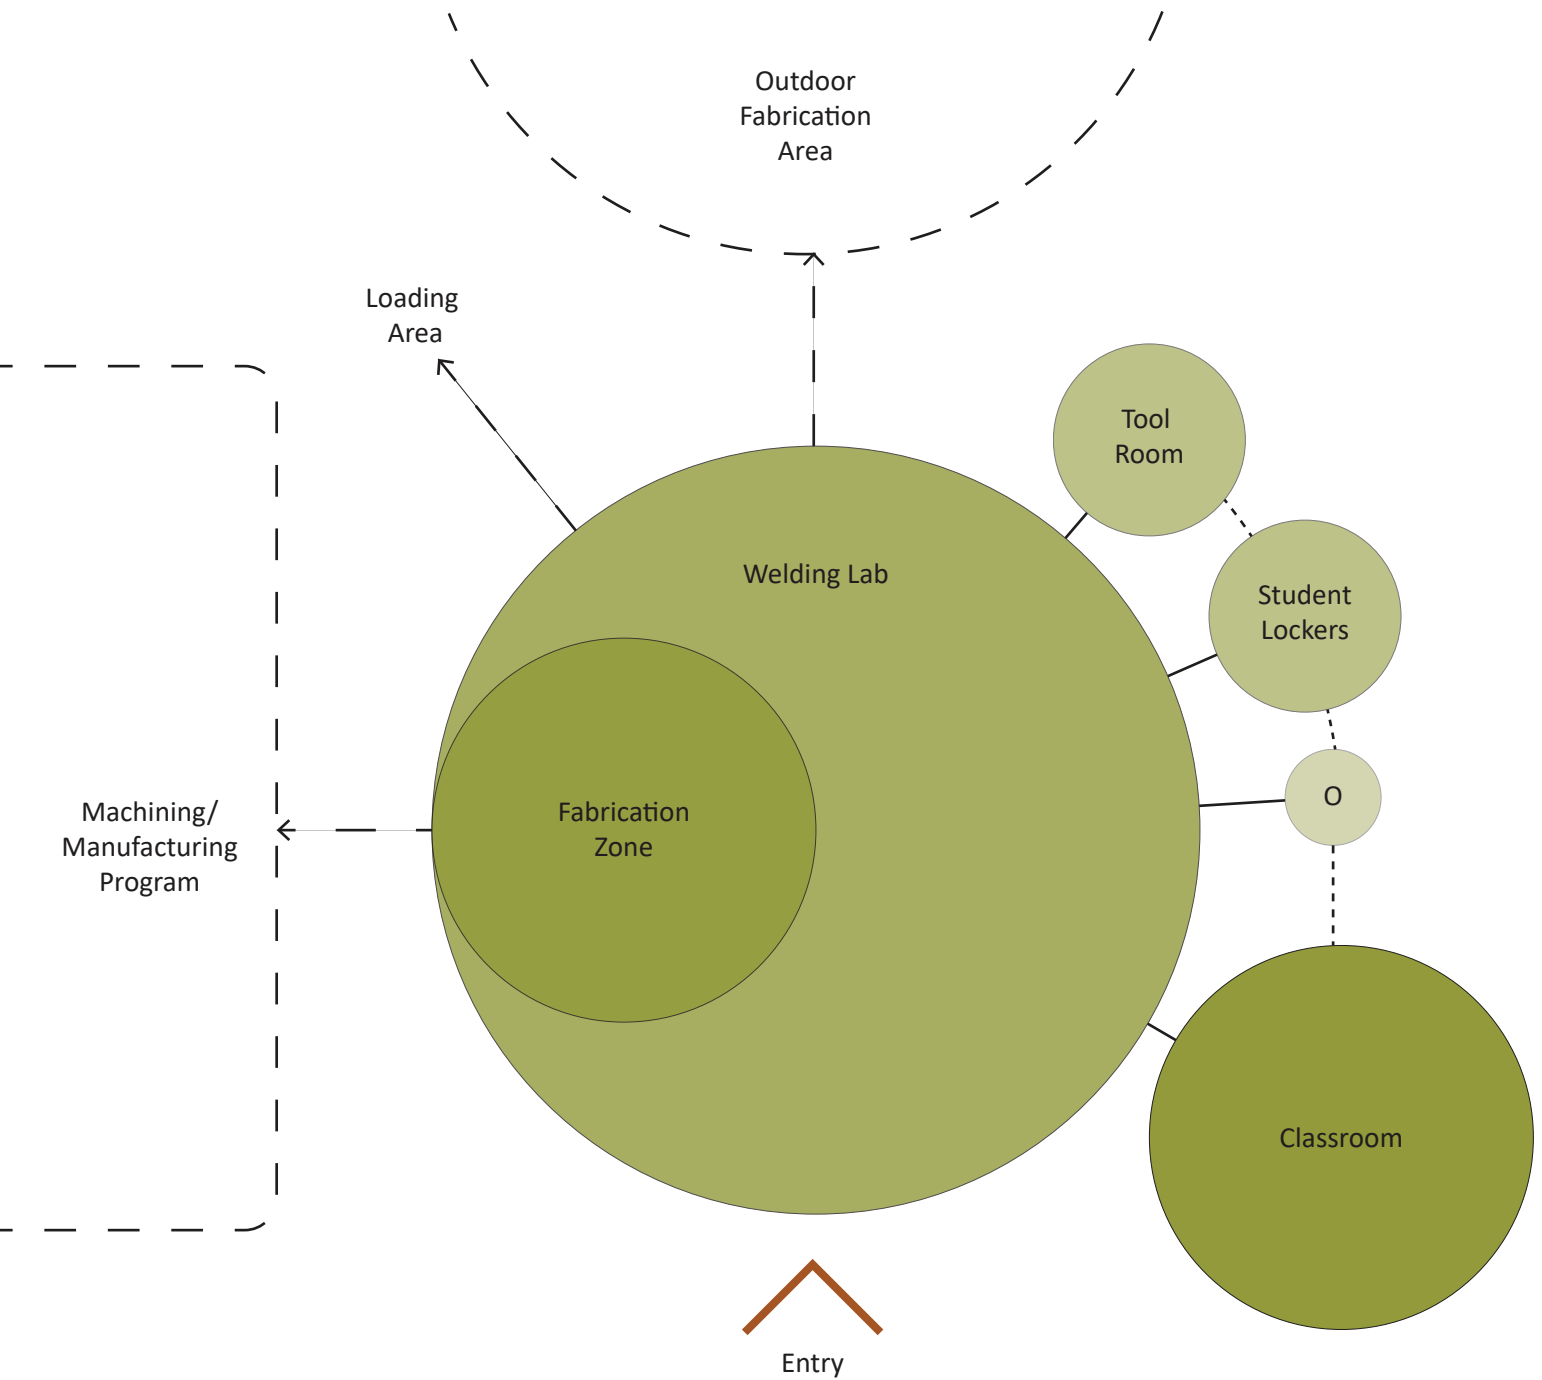 Outdoor
Fabrication
Area
Loading
Area
Tool
Room
Welding Lab
Student
Lockers
O
Machining/
Manufacturing
Program
Fabrication
Zone
Classroom
Entry